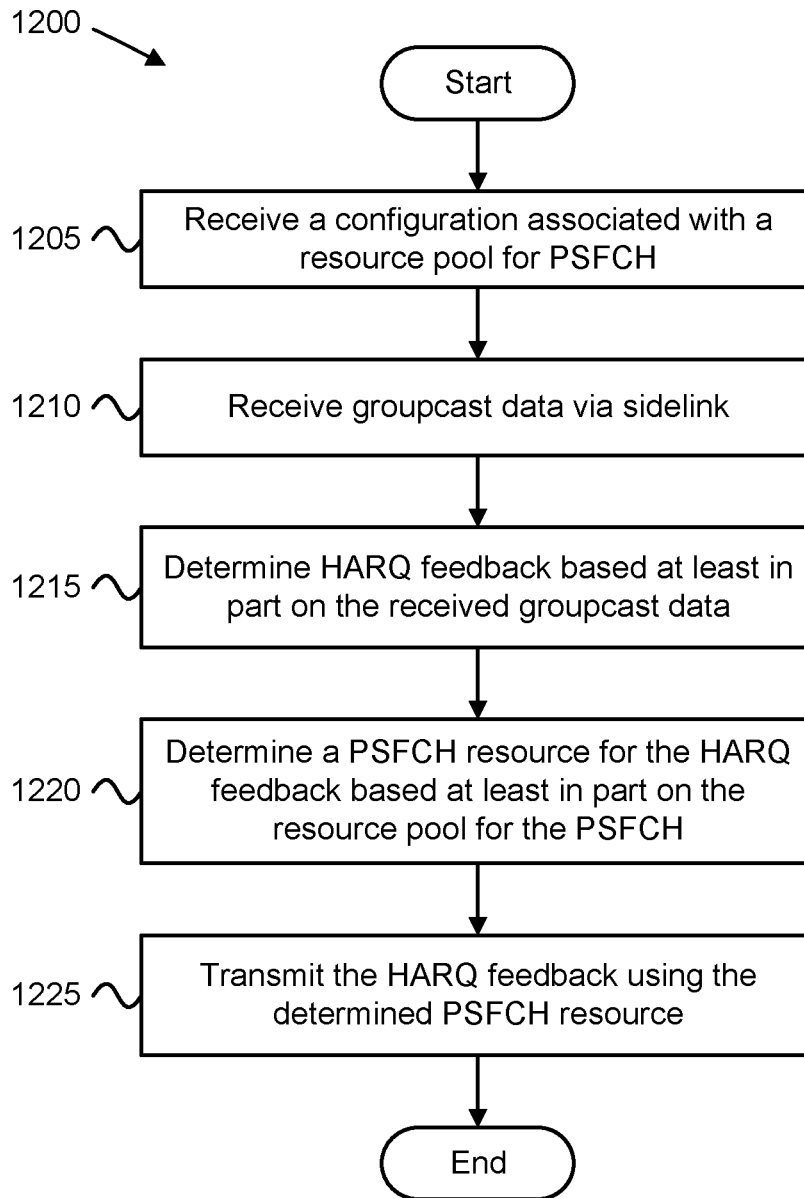 1200
Start
1205
Receive a configuration associated with a
resource pool for PSFCH
1210
Receive groupcast data via sidelink
1215
Determine HARQ feedback based at least in
part on the received groupcast data
1220
Determine a PSFCH resource for the HARQ
feedback based at least in part on the
resource pool for the PSFCH
1225
Transmit the HARQ feedback using the
determined PSFCH resource
End